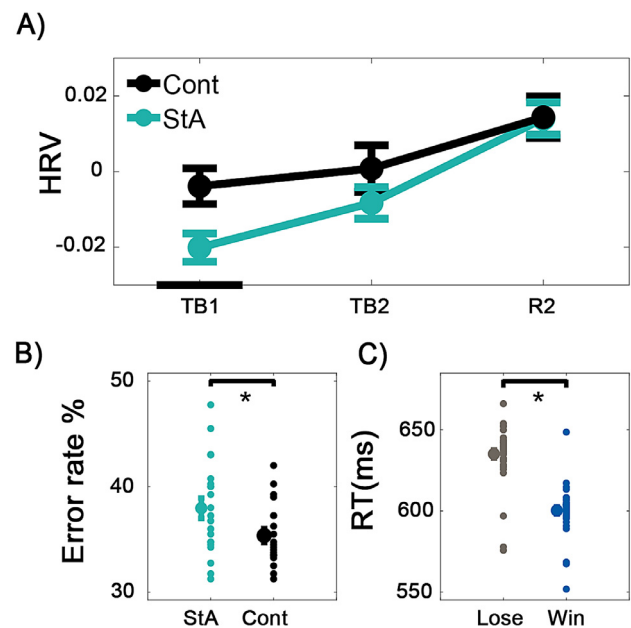 A)
HRV
0.02
0
-0.02
Cont
StA
TB1 TB2 R2
B)
Error rate %
50
40
30
*
StA Cont
C)
RT(ms)
650
600
550
*
Lose Win